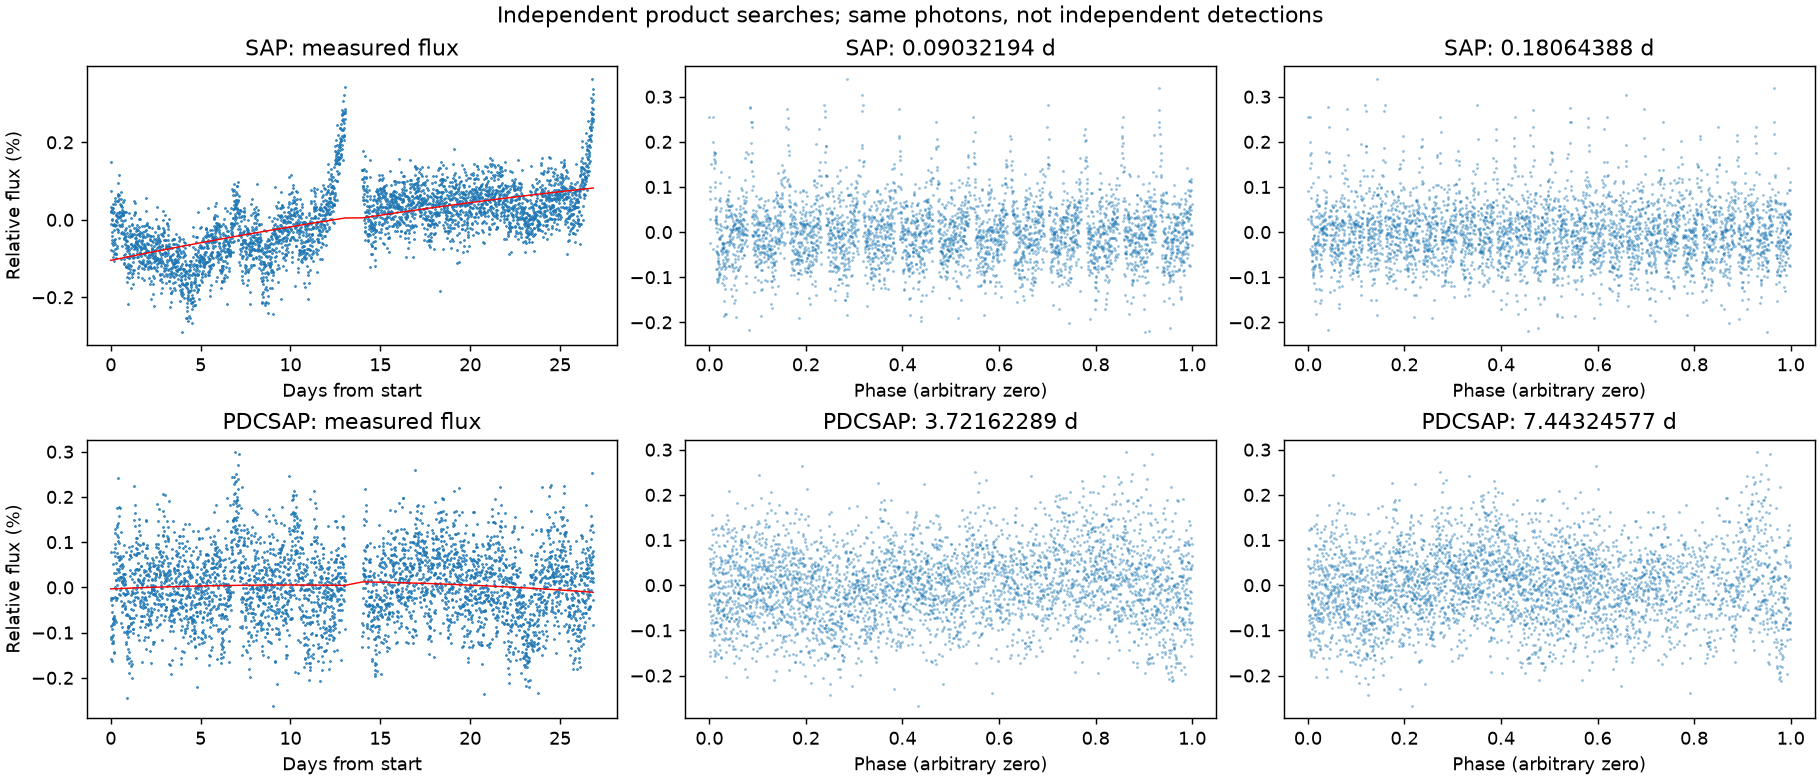 Independent product searches; same photons, not independent detections
SAP: measured flux
SAP: 0.09032194 d
SAP: 0.18064388 d
Relative flux (%)
0.2
0.0
−0.2
0 5 10 15 20 25
Days from start
0.3
0.2
0.1
0.0
−0.1
−0.2
0.0 0.2 0.4 0.6 0.8 1.0
Phase (arbitrary zero)
0.3
0.2
0.1
0.0
−0.1
−0.2
0.0 0.2 0.4 0.6 0.8 1.0
Phase (arbitrary zero)
PDCSAP: measured flux
PDCSAP: 3.72162289 d
PDCSAP: 7.44324577 d
Relative flux (%)
0.3
0.2
0.1
0.0
−0.1
−0.2
0 5 10 15 20 25
Days from start
0.3
0.2
0.1
0.0
−0.1
−0.2
0.0 0.2 0.4 0.6 0.8 1.0
Phase (arbitrary zero)
0.3
0.2
0.1
0.0
−0.1
−0.2
0.0 0.2 0.4 0.6 0.8 1.0
Phase (arbitrary zero)